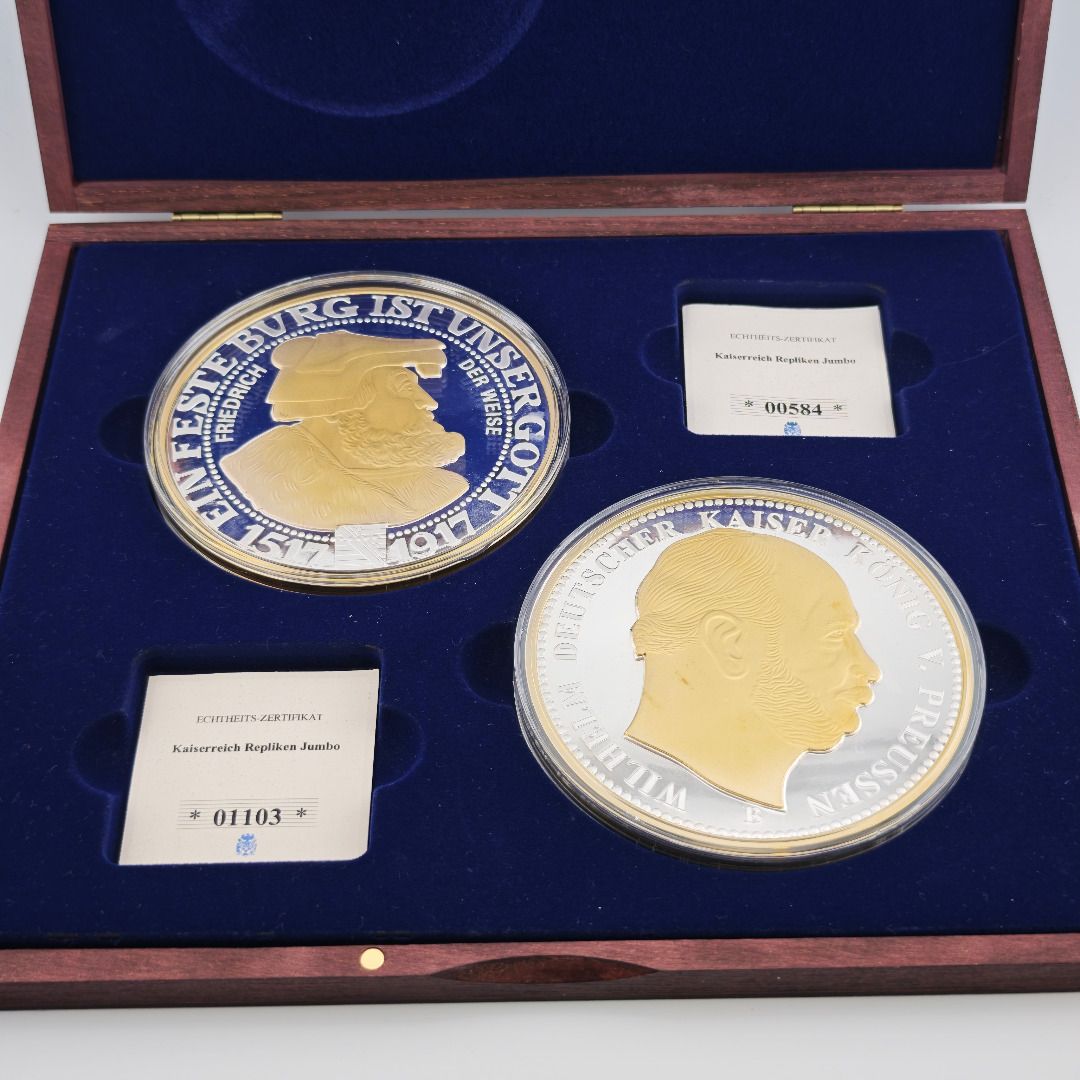 EIN FESTE BURG IST UNSER GOTT
FRIEDRICH
DER WEISE
1517
1917
ECHTHEITS-ZERTIFIKAT
Kaiserreich Repliken Jumbo
* 00584 *
WILHELM DEUTSCHER KAISER KÖNIG V. PREUSSEN
B
ECHTHEITS-ZERTIFIKAT
Kaiserreich Repliken Jumbo
* 01103 *